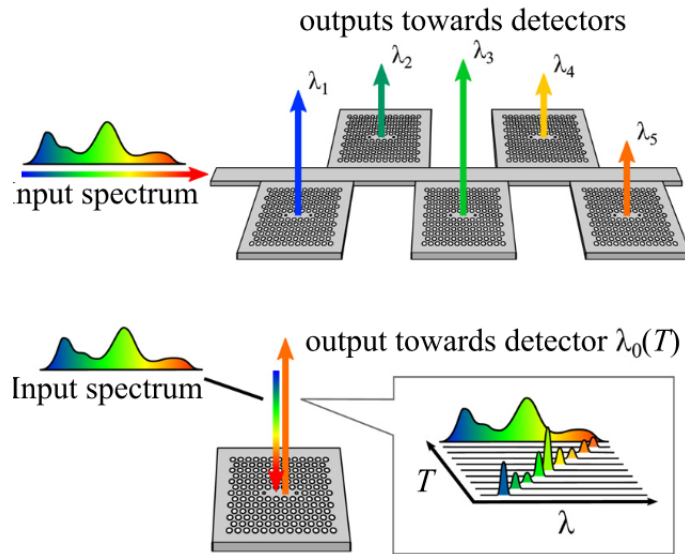 outputs towards detectors
λ₁
λ₂
λ₃
λ₄
λ₅
Input spectrum
output towards detector λ₀(T)
Input spectrum
T
λ